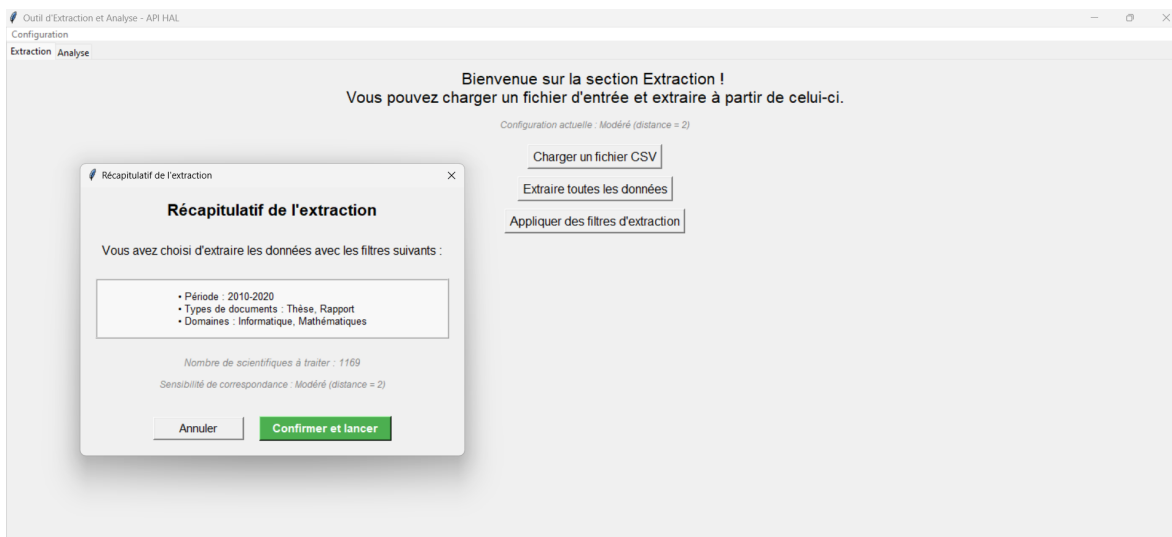 Outil d'Extraction et Analyse - API HAL
Configuration
Extraction Analyse
Bienvenue sur la section Extraction !
Vous pouvez charger un fichier d'entrée et extraire à partir de celui-ci.
Configuration actuelle : Modéré (distance = 2)
Charger un fichier CSV
Extraire toutes les données
Appliquer des filtres d'extraction
Récapitulatif de l'extraction
Récapitulatif de l'extraction
Vous avez choisi d'extraire les données avec les filtres suivants :
• Période : 2010-2020
• Types de documents : Thèse, Rapport
• Domaines : Informatique, Mathématiques
Nombre de scientifiques à traiter : 1169
Sensibilité de correspondance : Modéré (distance = 2)
Annuler Confirmer et lancer